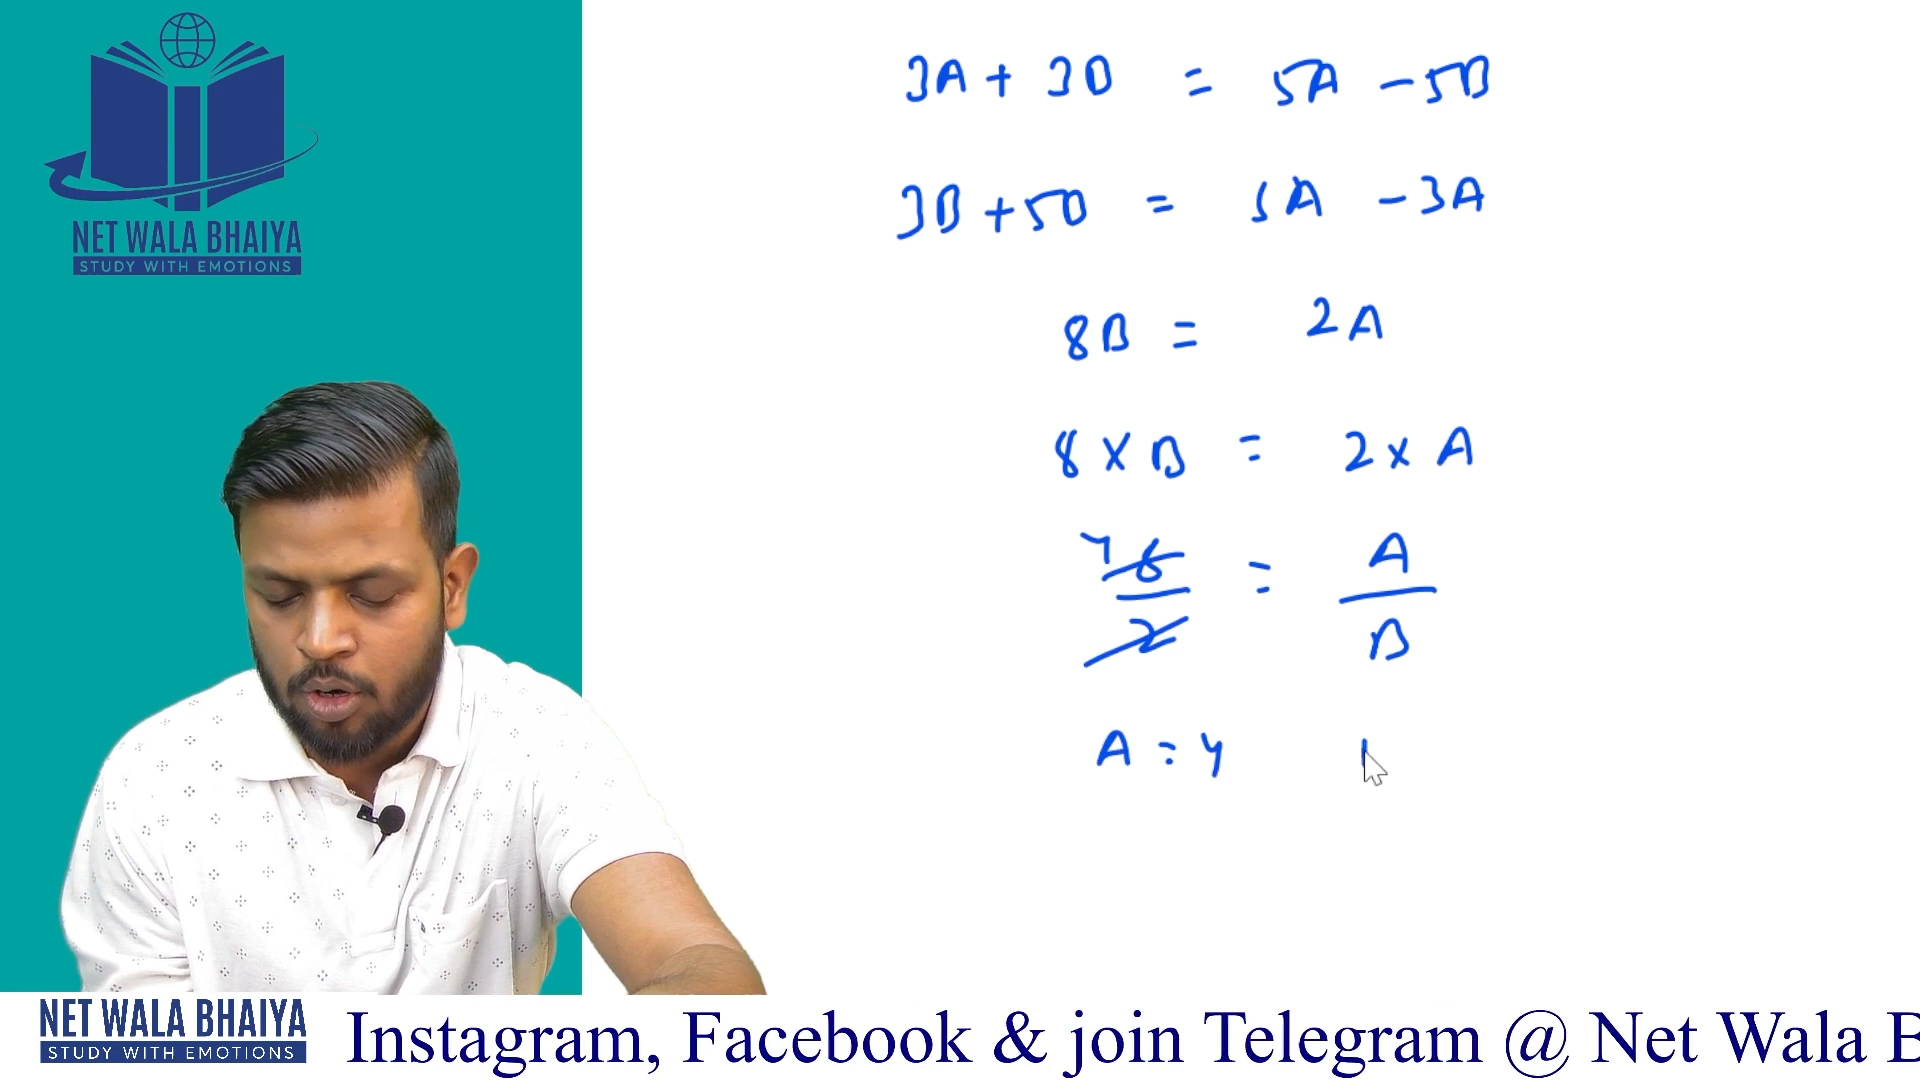 NET WALA BHAIYA
STUDY WITH EMOTIONS
3A + 3B = 5A - 5B
3B + 5B = 5A - 3A
8B = 2A
8 × B = 2 × A
4 8 / 2 = A / B
A = 4
NET WALA BHAIYA
STUDY WITH EMOTIONS
Instagram, Facebook & join Telegram @ Net Wala B